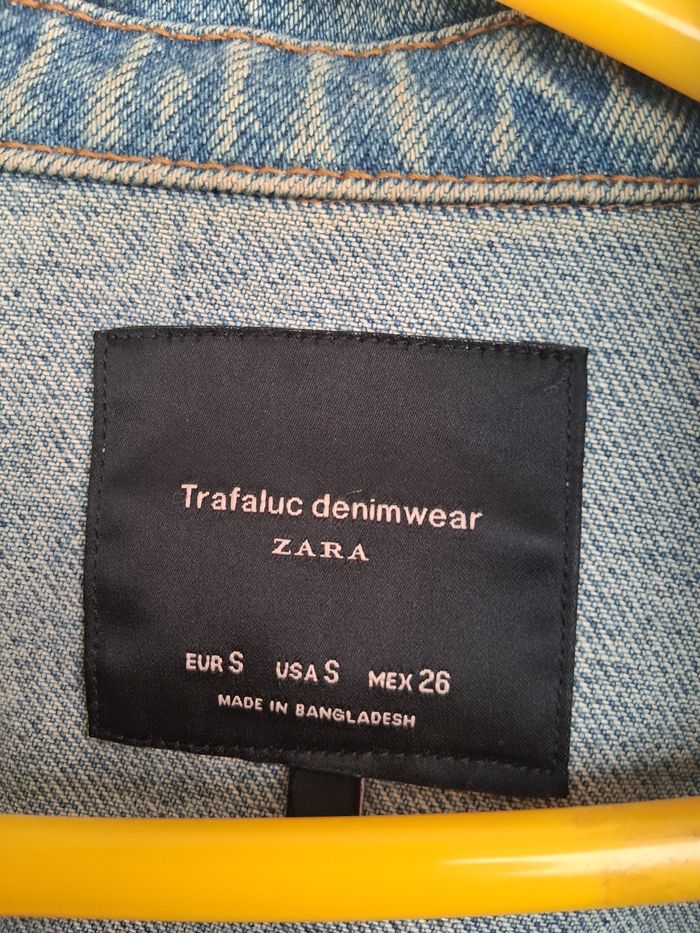 Trafaluc denimwear
ZARA
EUR S USA S MEX 26
MADE IN BANGLADESH